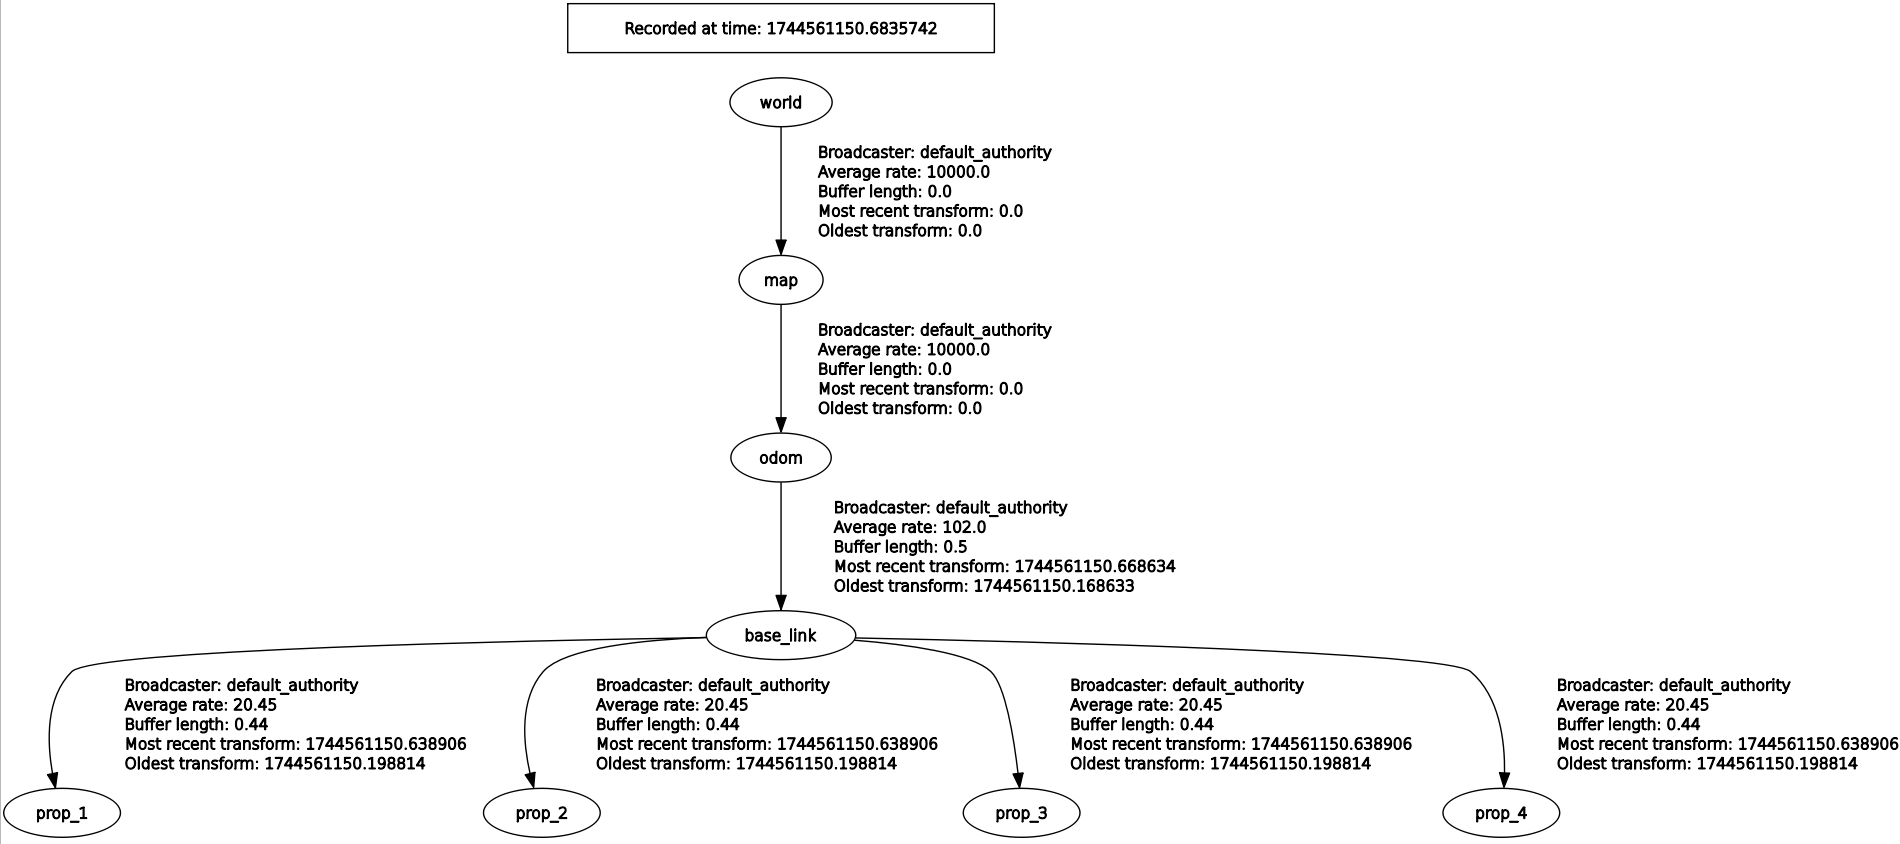 Recorded at time: 1744561150.6835742
world
Broadcaster: default_authority
Average rate: 10000.0
Buffer length: 0.0
Most recent transform: 0.0
Oldest transform: 0.0
map
Broadcaster: default_authority
Average rate: 10000.0
Buffer length: 0.0
Most recent transform: 0.0
Oldest transform: 0.0
odom
Broadcaster: default_authority
Average rate: 102.0
Buffer length: 0.5
Most recent transform: 1744561150.668634
Oldest transform: 1744561150.168633
base_link
Broadcaster: default_authority
Average rate: 20.45
Buffer length: 0.44
Most recent transform: 1744561150.638906
Oldest transform: 1744561150.198814
Broadcaster: default_authority
Average rate: 20.45
Buffer length: 0.44
Most recent transform: 1744561150.638906
Oldest transform: 1744561150.198814
Broadcaster: default_authority
Average rate: 20.45
Buffer length: 0.44
Most recent transform: 1744561150.638906
Oldest transform: 1744561150.198814
Broadcaster: default_authority
Average rate: 20.45
Buffer length: 0.44
Most recent transform: 1744561150.638906
Oldest transform: 1744561150.198814
prop_1
prop_2
prop_3
prop_4